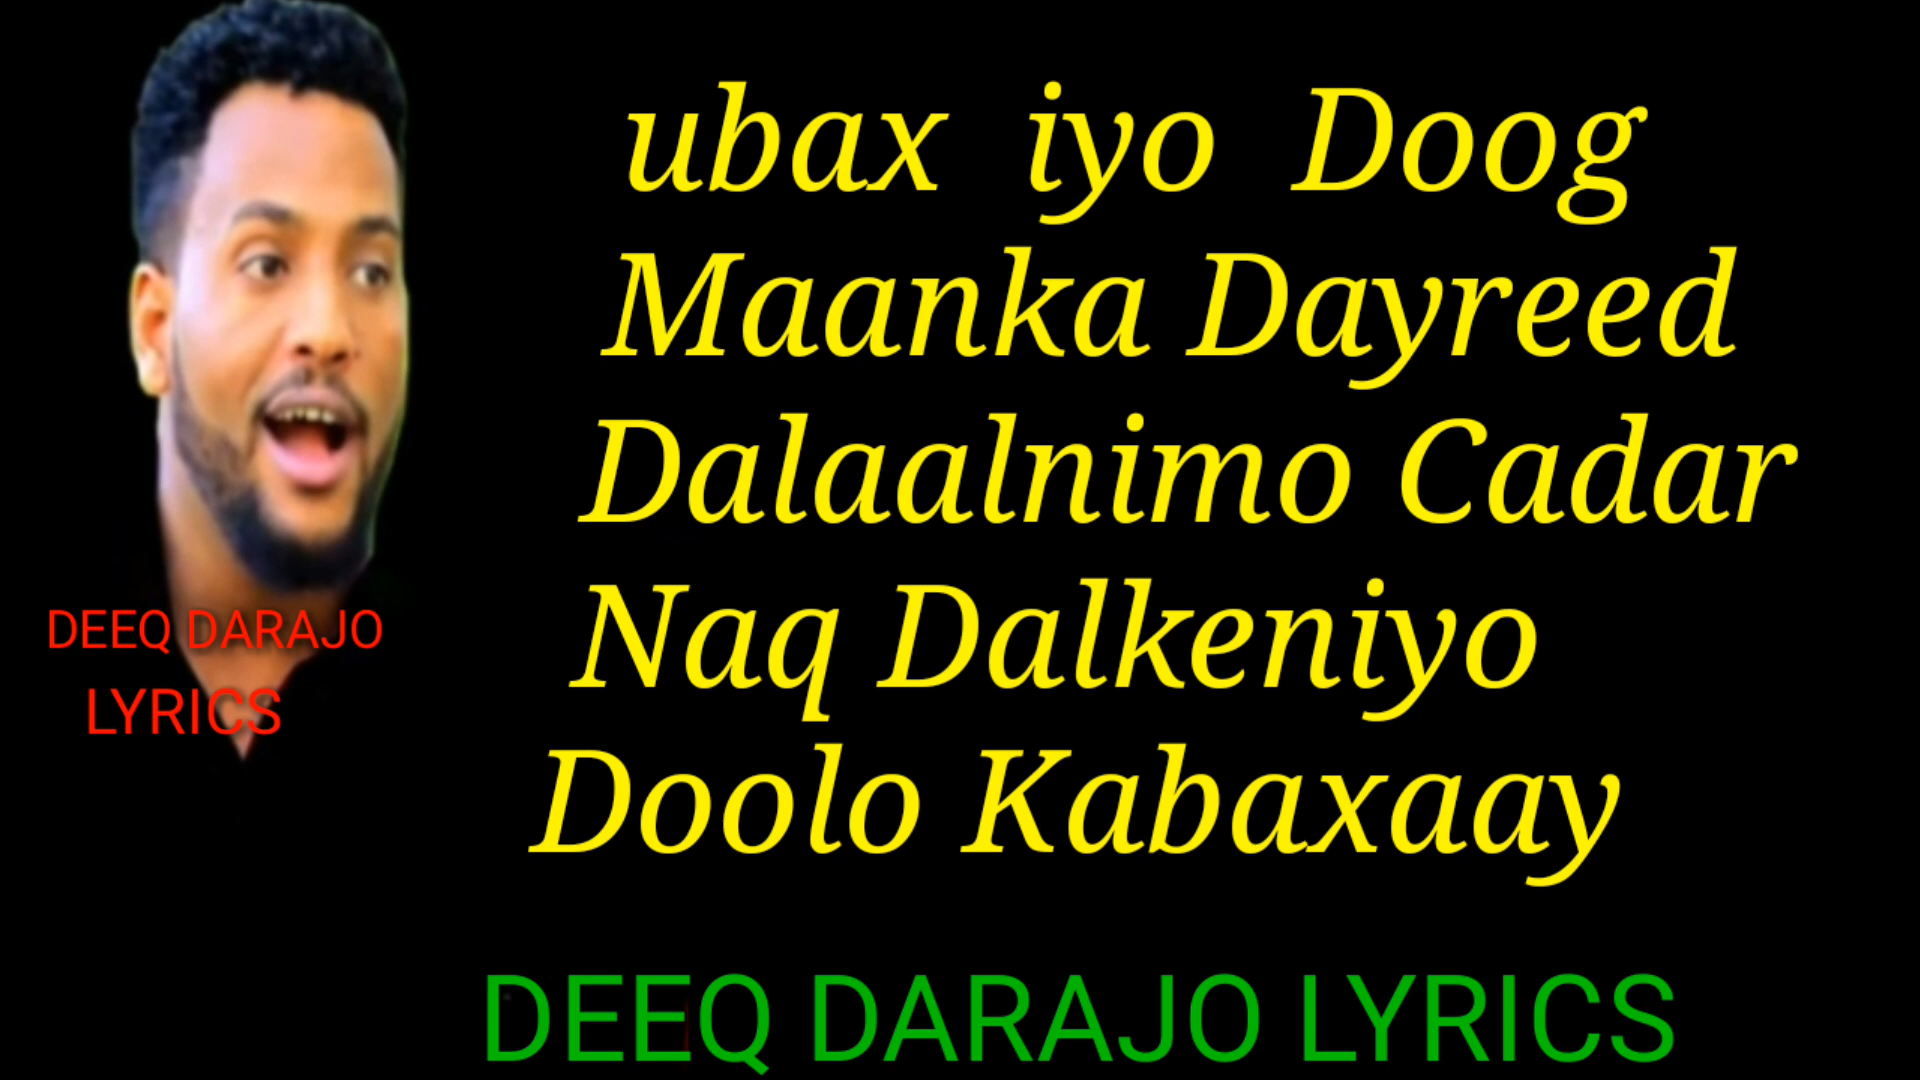 ubax iyo Doog
Maanka Dayreed
Dalaalnimo Cadar
Naq Dalkeniyo
Doolo Kabaxaay
DEEQ DARAJO
LYRICS
DEEQ DARAJO LYRICS